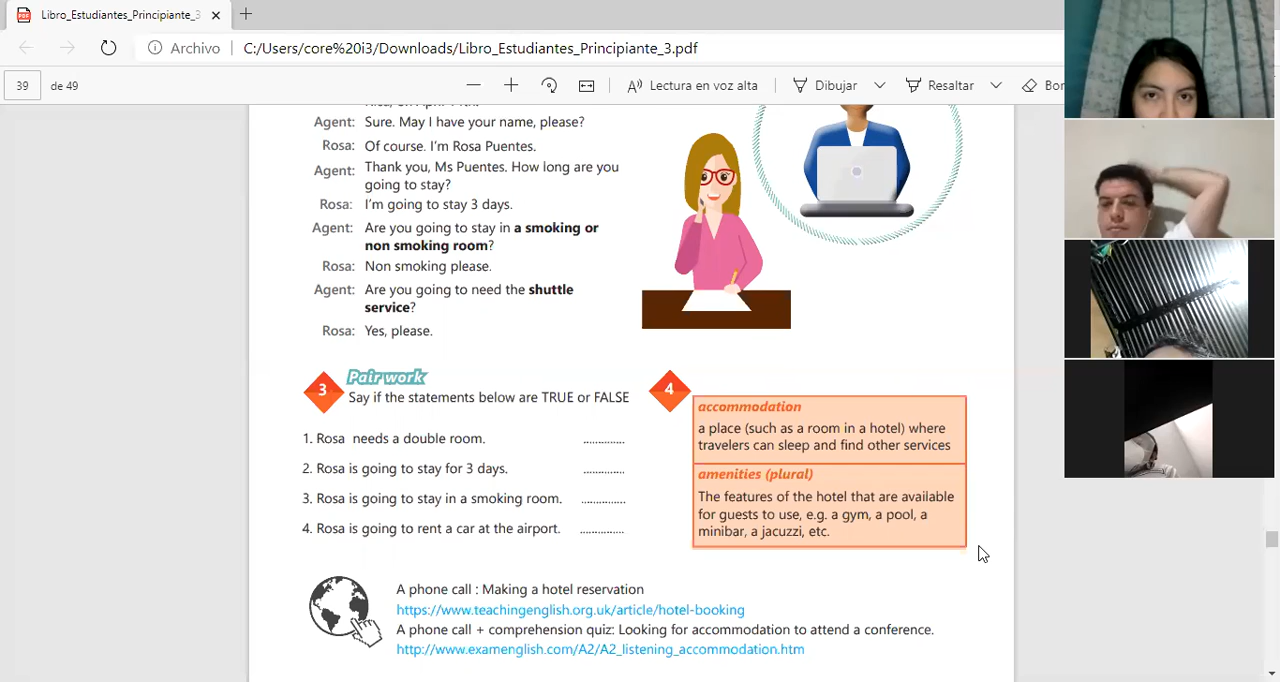 Libro_Estudiantes_Principiante_3
Archivo
C:/Users/core%20i3/Downloads/Libro_Estudiantes_Principiante_3.pdf
39
de 49
Lectura en voz alta
Dibujar
Resaltar
Bor
Agent: Sure. May I have your name, please?
Rosa: Of course. I'm Rosa Puentes.
Agent: Thank you, Ms Puentes. How long are you
going to stay?
Rosa: I'm going to stay 3 days.
Agent: Are you going to stay in a smoking or
non smoking room?
Rosa: Non smoking please.
Agent: Are you going to need the shuttle
service?
Rosa: Yes, please.
3
Pair work
Say if the statements below are TRUE or FALSE
1. Rosa needs a double room. .............
2. Rosa is going to stay for 3 days. .............
3. Rosa is going to stay in a smoking room. ..............
4. Rosa is going to rent a car at the airport. ..............
4
accommodation
a place (such as a room in a hotel) where
travelers can sleep and find other services
amenities (plural)
The features of the hotel that are available
for guests to use, e.g. a gym, a pool, a
minibar, a jacuzzi, etc.
A phone call : Making a hotel reservation
https://www.teachingenglish.org.uk/article/hotel-booking
A phone call + comprehension quiz: Looking for accommodation to attend a conference.
http://www.examenglish.com/A2/A2_listening_accommodation.htm